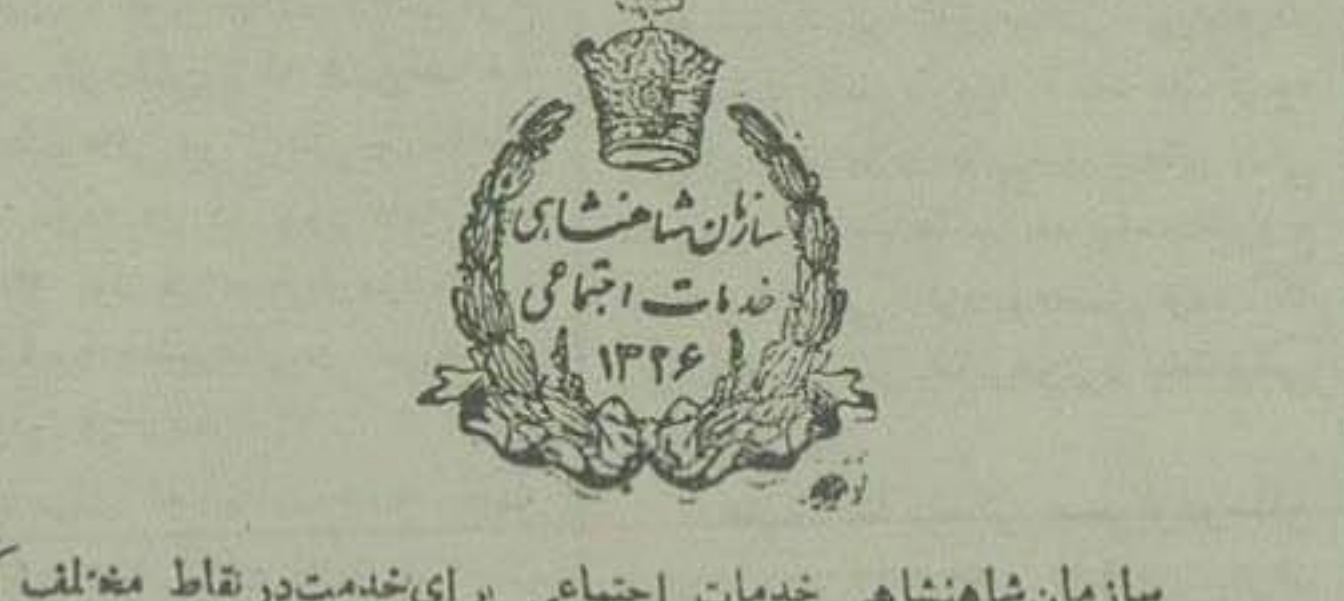 سازمان شاهنشاهی
خدمات اجتماعی
۱۳۲۶
سازمان شاهنشاهی خدمات اجتماعی برای خدمت در نقاط مختلف